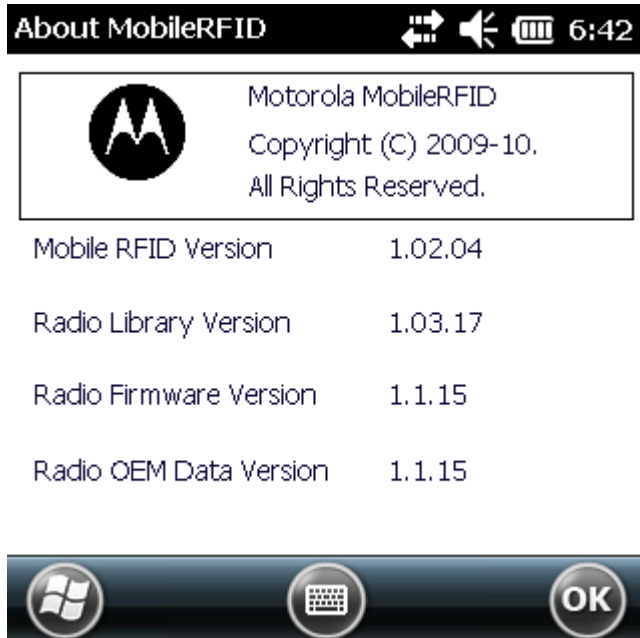 About MobileRFID 6:42
Motorola MobileRFID
Copyright (C) 2009-10.
All Rights Reserved.
Mobile RFID Version 1.02.04
Radio Library Version 1.03.17
Radio Firmware Version 1.1.15
Radio OEM Data Version 1.1.15
OK